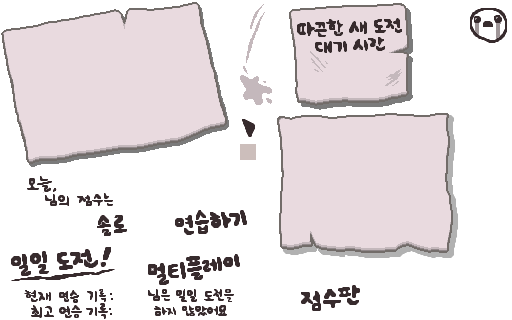 따끈한 새 도전
대기 시간
오늘,
님의 점수는
솔로
연습하기
일일 도전!
멀티플레이
현재 연승 기록:
최고 연승 기록:
님은 일일 도전을
하지 않았어요
점수판